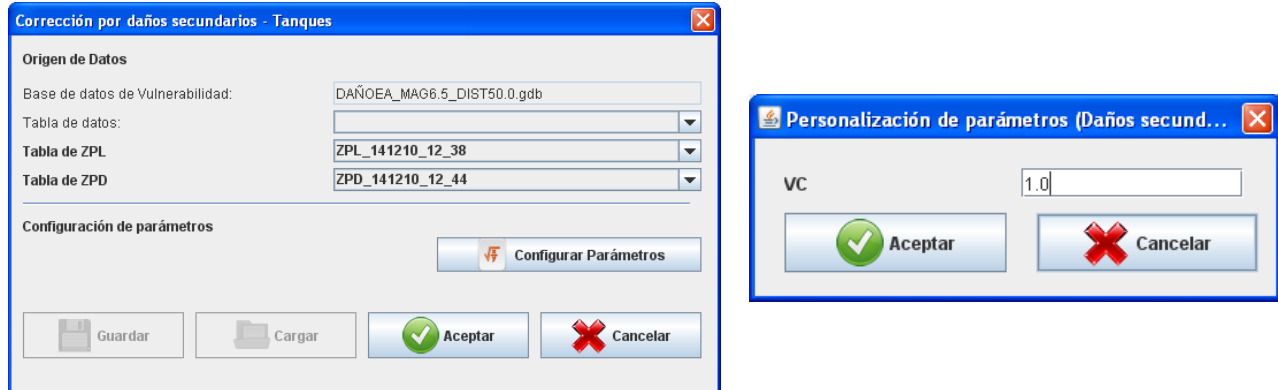 Corrección por daños secundarios - Tanques
Origen de Datos
Base de datos de Vulnerabilidad: DAÑOEA_MAG6.5_DIST50.0.gdb
Tabla de datos:
Tabla de ZPL ZPL_141210_12_38
Tabla de ZPD ZPD_141210_12_44
Configuración de parámetros
Configurar Parámetros
Guardar Cargar Aceptar Cancelar
Personalización de parámetros (Daños secund...
VC 1.0
Aceptar Cancelar